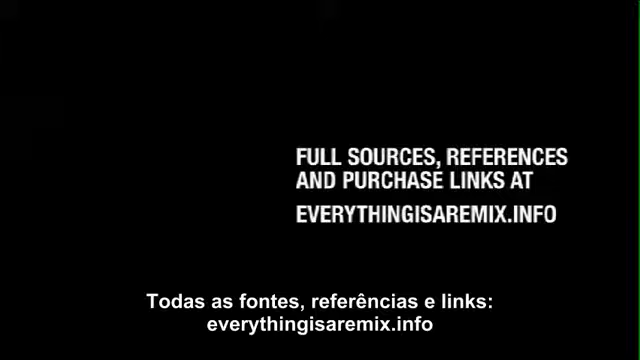 FULL SOURCES, REFERENCES
AND PURCHASE LINKS AT
EVERYTHINGISAREMIX.INFO
Todas as fontes, referências e links:
everythingisaremix.info